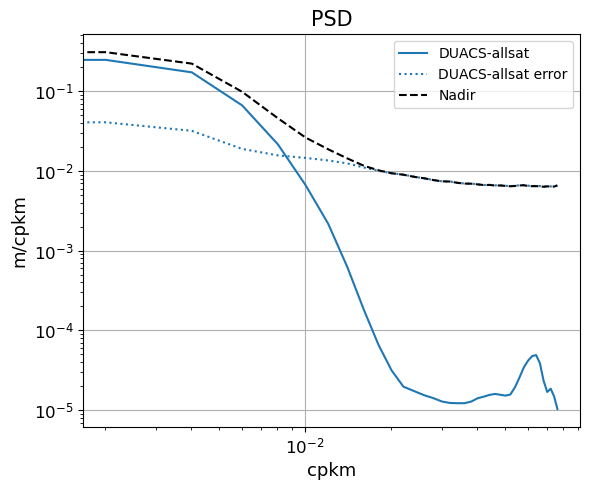 PSD
DUACS-allsat
DUACS-allsat error
Nadir
10⁻¹
10⁻²
10⁻³
10⁻⁴
10⁻⁵
m/cpkm
10⁻²
cpkm